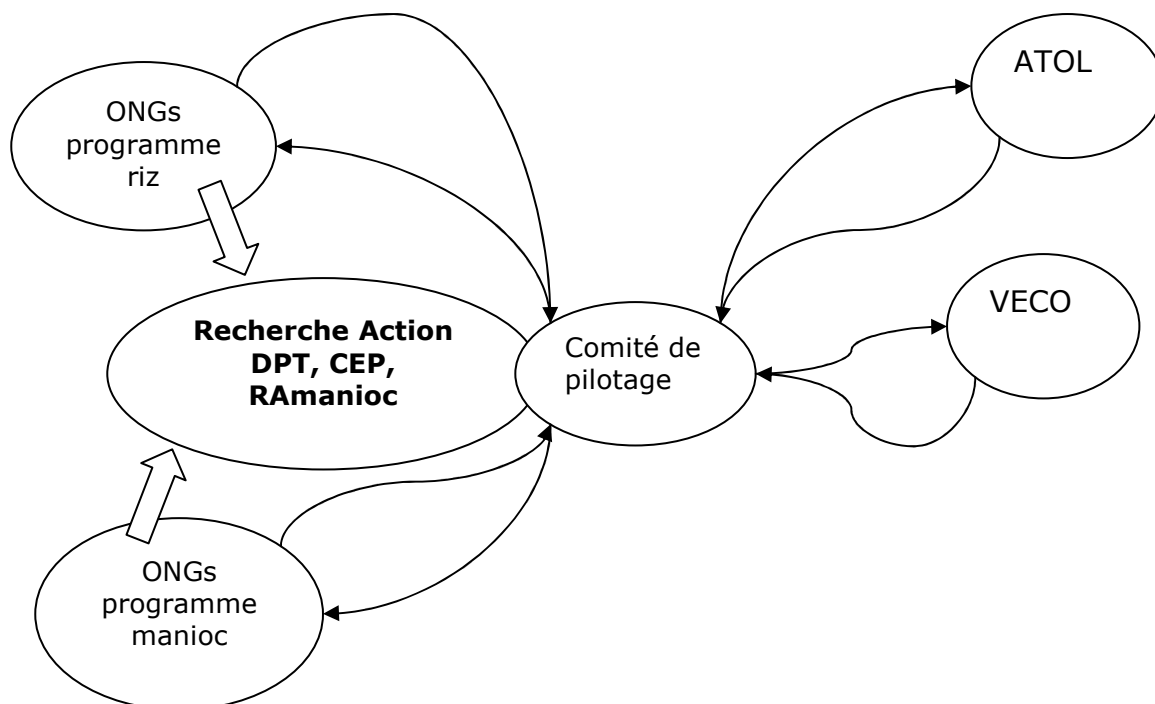 ONGs
programme
riz
ATOL
VECO
Recherche Action
DPT, CEP,
RAmanioc
Comité de
pilotage
ONGs
programme
manioc